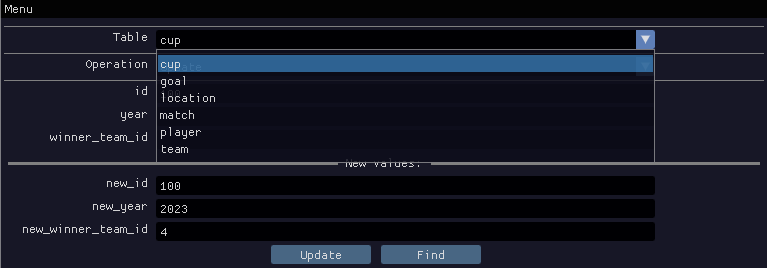 Menu
Table cup
cup
Operation
goal
id
location
year match
player
winner_team_id
team
New values:
new_id 100
new_year 2023
new_winner_team_id 4
Update Find